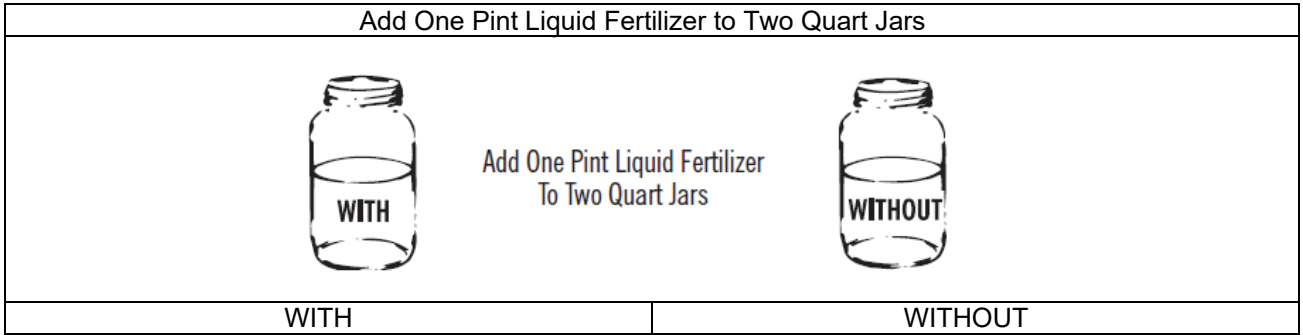 Add One Pint Liquid Fertilizer to Two Quart Jars
WITH
Add One Pint Liquid Fertilizer
To Two Quart Jars
WITHOUT
WITH
WITHOUT